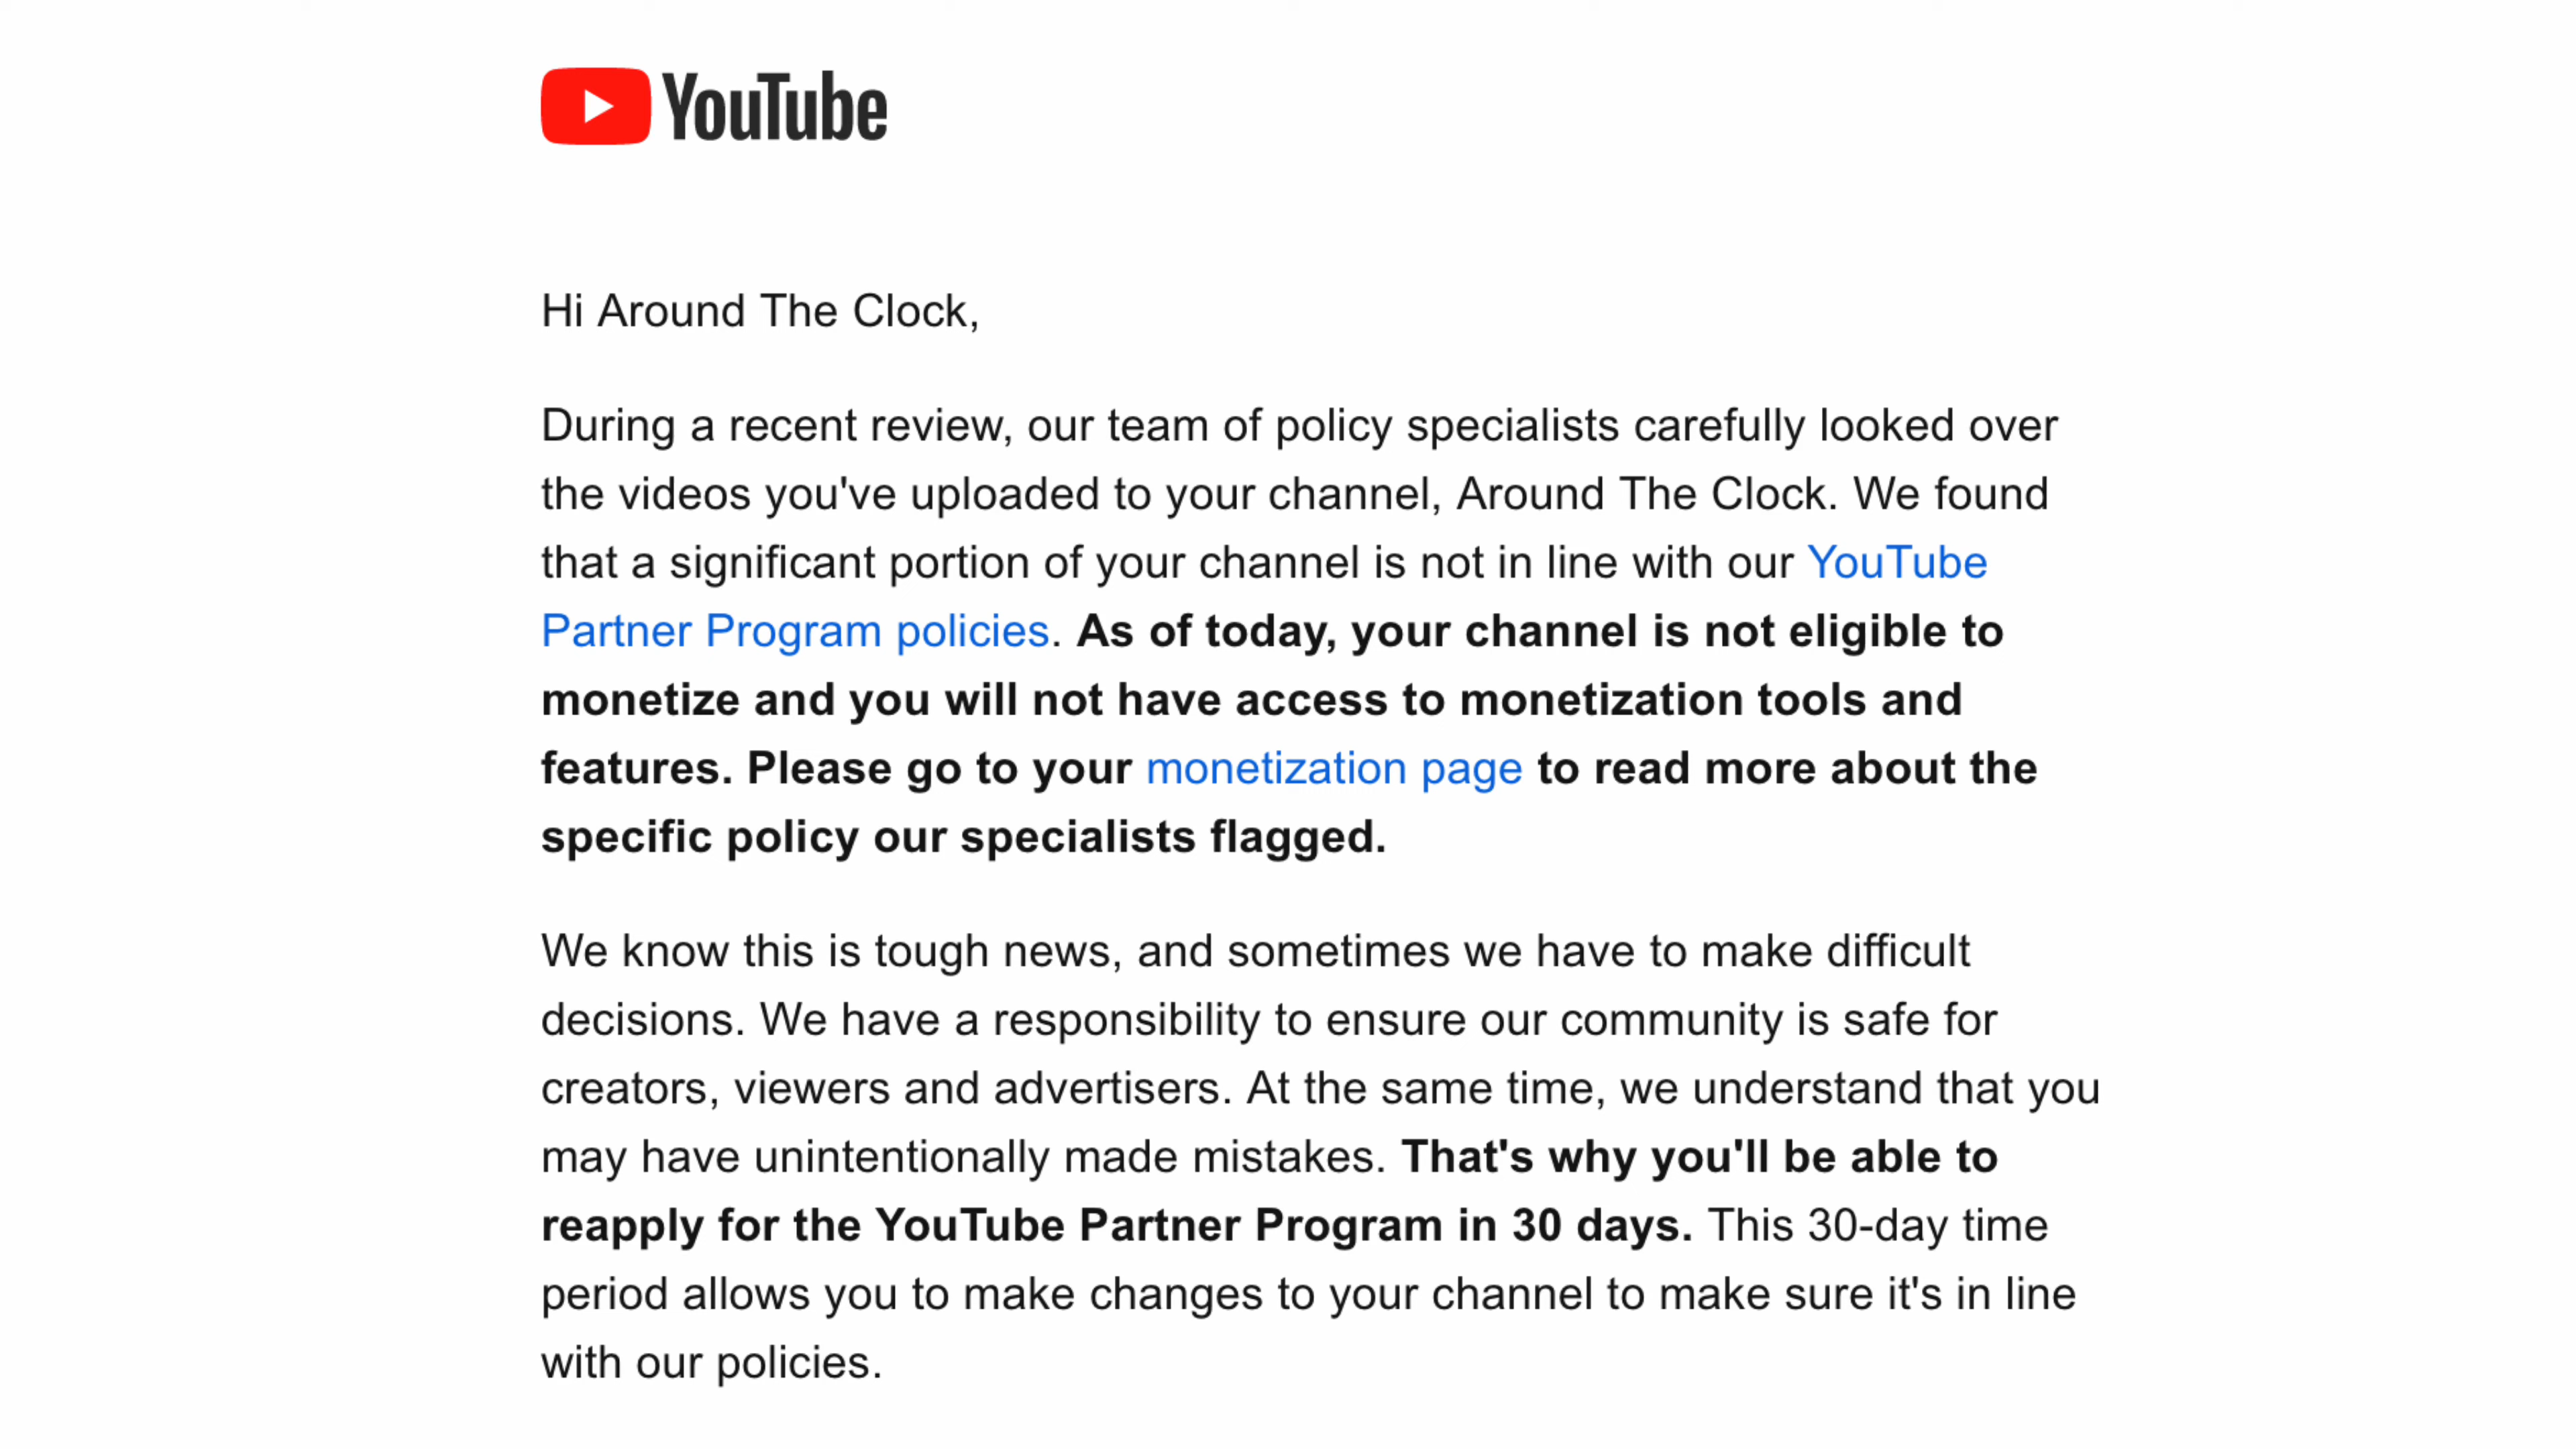 YouTube
Hi Around The Clock,
During a recent review, our team of policy specialists carefully looked over
the videos you've uploaded to your channel, Around The Clock. We found
that a significant portion of your channel is not in line with our YouTube
Partner Program policies. As of today, your channel is not eligible to
monetize and you will not have access to monetization tools and
features. Please go to your monetization page to read more about the
specific policy our specialists flagged.
We know this is tough news, and sometimes we have to make difficult
decisions. We have a responsibility to ensure our community is safe for
creators, viewers and advertisers. At the same time, we understand that you
may have unintentionally made mistakes. That's why you'll be able to
reapply for the YouTube Partner Program in 30 days. This 30-day time
period allows you to make changes to your channel to make sure it's in line
with our policies.